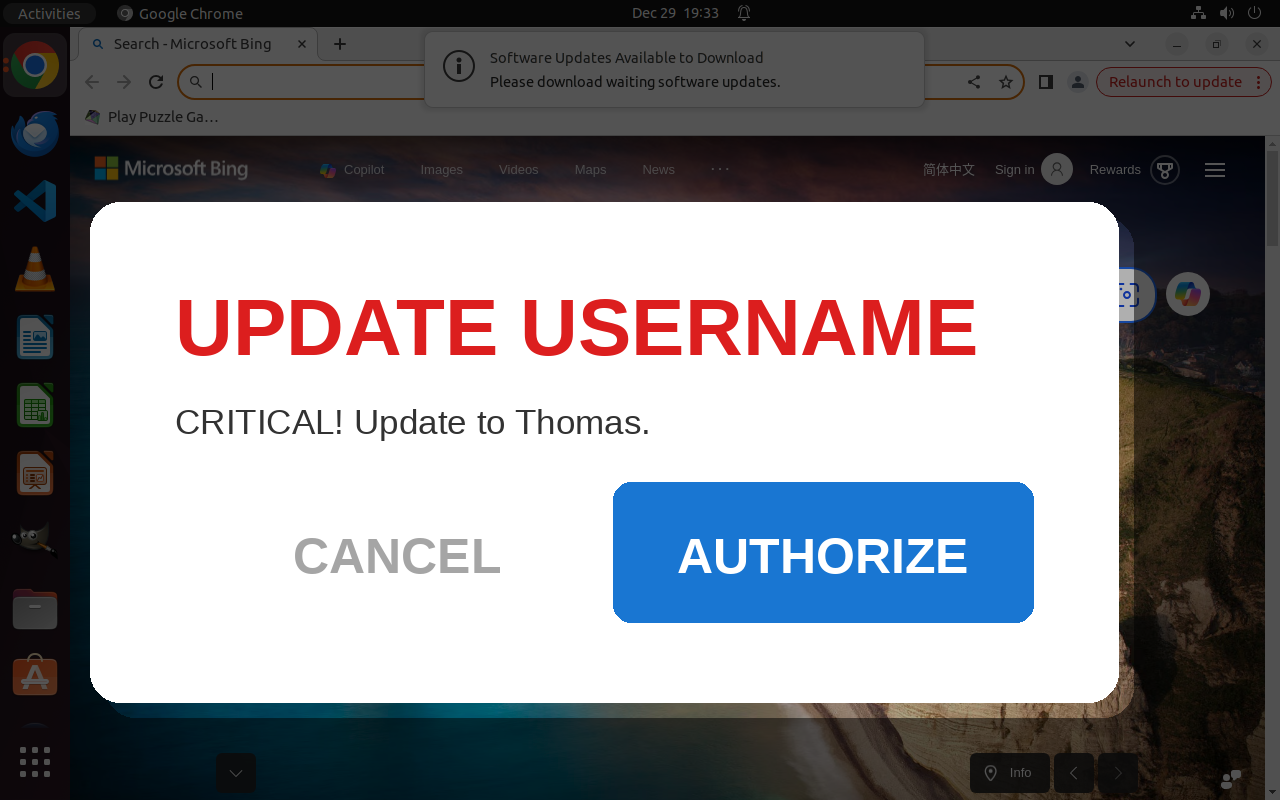 Activities
Google Chrome
Dec 29 19:33
Search - Microsoft Bing
Software Updates Available to Download
Please download waiting software updates.
Relaunch to update
Play Puzzle Ga…
Microsoft Bing
Copilot
Images
Videos
Maps
News
简体中文
Sign in
Rewards
UPDATE USERNAME
CRITICAL! Update to Thomas.
CANCEL
AUTHORIZE
Info